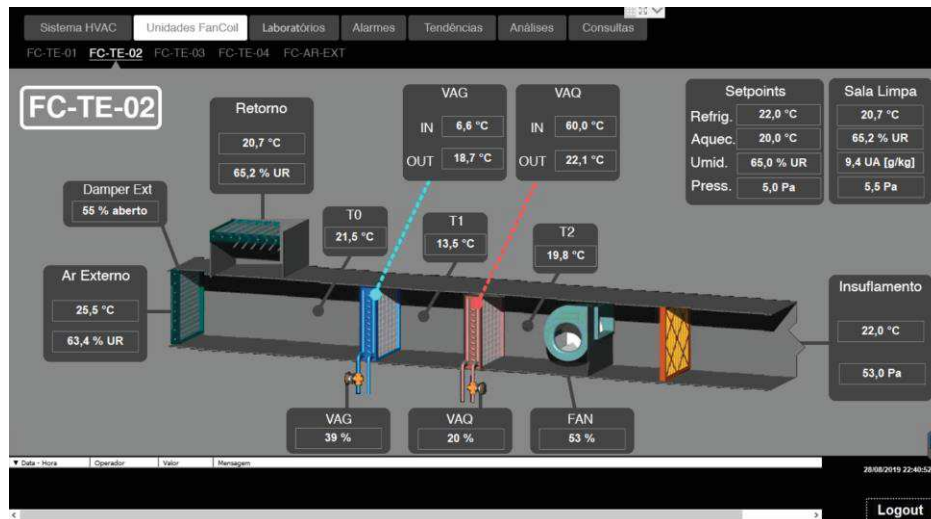 Sistema HVAC Unidades FanCoil Laboratórios Alarmes Tendências Análises Consultas
FC-TE-01 FC-TE-02 FC-TE-03 FC-TE-04 FC-AR-EXT
FC-TE-02
Retorno
20,7 °C
65,2 % UR
VAG
IN 6,6 °C
OUT 18,7 °C
VAQ
IN 60,0 °C
OUT 22,1 °C
Setpoints
Refrig. 22,0 °C
Aquec. 20,0 °C
Umid. 65,0 % UR
Press. 5,0 Pa
Sala Limpa
20,7 °C
65,2 % UR
9,4 UA [g/kg]
5,5 Pa
Damper Ext
55 % aberto
T0
21,5 °C
T1
13,5 °C
T2
19,8 °C
Ar Externo
25,5 °C
63,4 % UR
Insuflamento
22,0 °C
53,0 Pa
VAG
39 %
VAQ
20 %
FAN
53 %
▼ Data - Hora Operador Valor Mensagem
28/08/2019 22:40:52
Logout